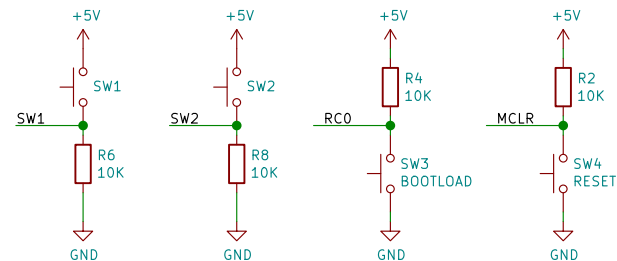 +5V +5V +5V +5V
SW1 SW2 R4 R2
10K 10K
SW1 SW2 RC0 MCLR
R6 R8 SW3 SW4
10K 10K BOOTLOAD RESET
GND GND GND GND